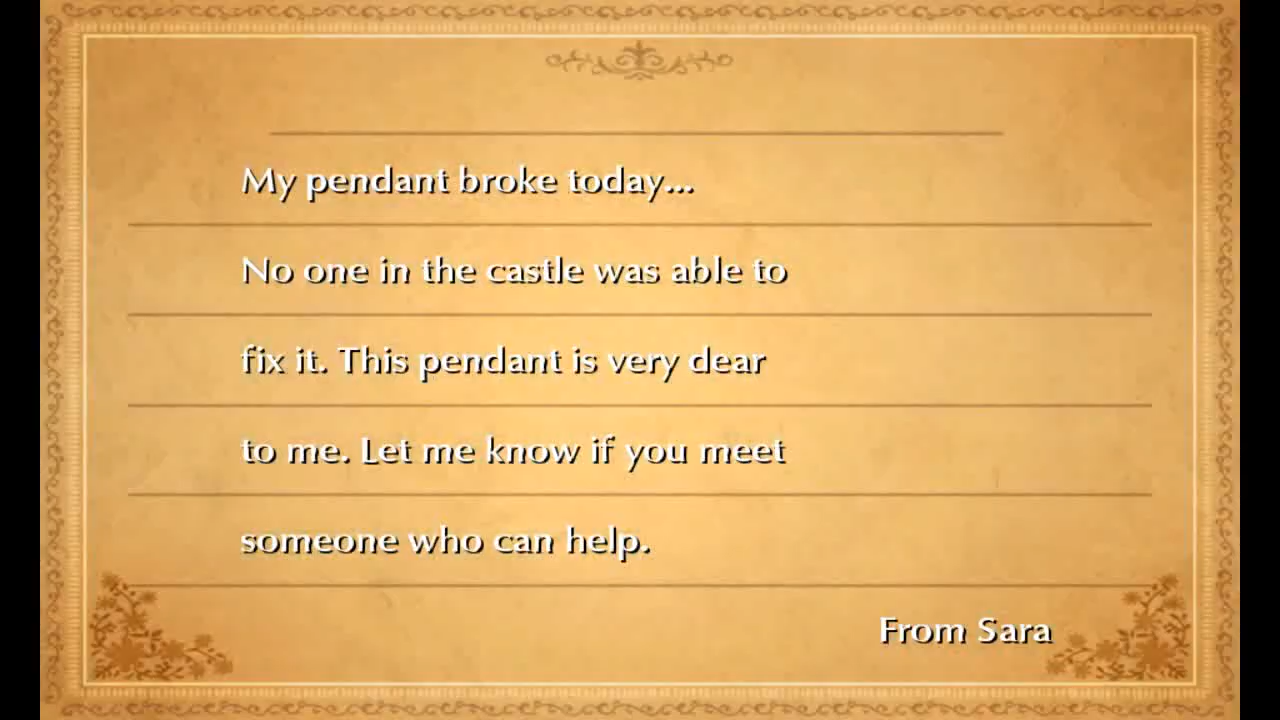 My pendant broke today...
No one in the castle was able to
fix it. This pendant is very dear
to me. Let me know if you meet
someone who can help.
From Sara